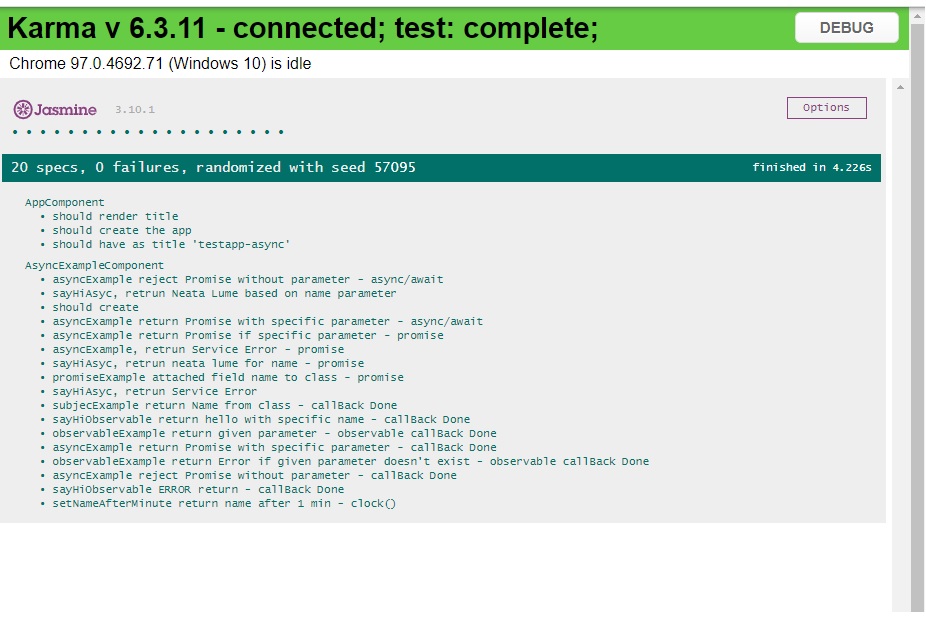 Karma v 6.3.11 - connected; test: complete;
DEBUG
Chrome 97.0.4692.71 (Windows 10) is idle
Jasmine 3.10.1
Options
20 specs, 0 failures, randomized with seed 57095
finished in 4.226s
AppComponent
• should render title
• should create the app
• should have as title 'testapp-async'
AsyncExampleComponent
• asyncExample reject Promise without parameter - async/await
• sayHiAsyc, retrun Neata Lume based on name parameter
• should create
• asyncExample return Promise with specific parameter - async/await
• asyncExample return Promise if specific parameter - promise
• asyncExample, retrun Service Error - promise
• sayHiAsyc, retrun neata lume for name - promise
• promiseExample attached field name to class - promise
• sayHiAsyc, retrun Service Error
• subjecExample return Name from class - callBack Done
• sayHiObservable return hello with specific name - callBack Done
• observableExample return given parameter - observable callBack Done
• asyncExample return Promise with specific parameter - callBack Done
• observableExample return Error if given parameter doesn't exist - observable callBack Done
• asyncExample reject Promise without parameter - callBack Done
• sayHiObservable ERROR return - callBack Done
• setNameAfterMinute return name after 1 min - clock()